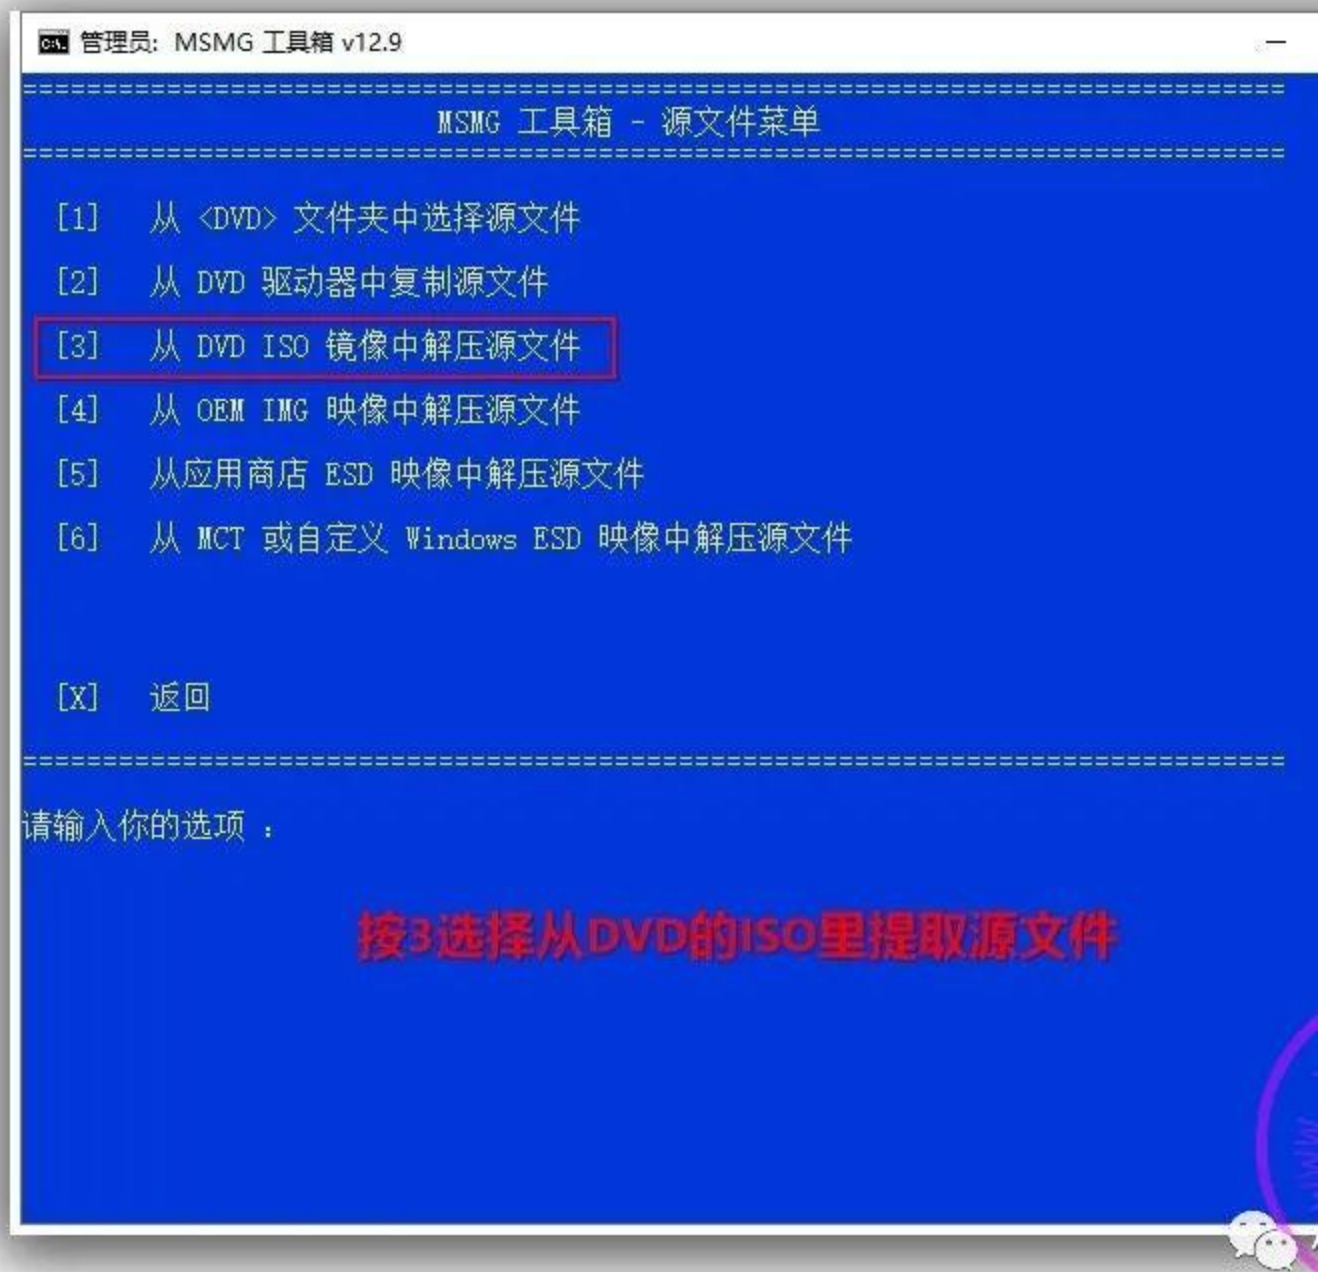 管理员: MSMG 工具箱 v12.9
================================================================================
MSMG 工具箱 - 源文件菜单
================================================================================
[1] 从 <DVD> 文件夹中选择源文件
[2] 从 DVD 驱动器中复制源文件
[3] 从 DVD ISO 镜像中解压源文件
[4] 从 OEM IMG 映像中解压源文件
[5] 从应用商店 ESD 映像中解压源文件
[6] 从 MCT 或自定义 Windows ESD 映像中解压源文件
[X] 返回
================================================================================
请输入你的选项 :
按3选择从DVD的ISO里提取源文件